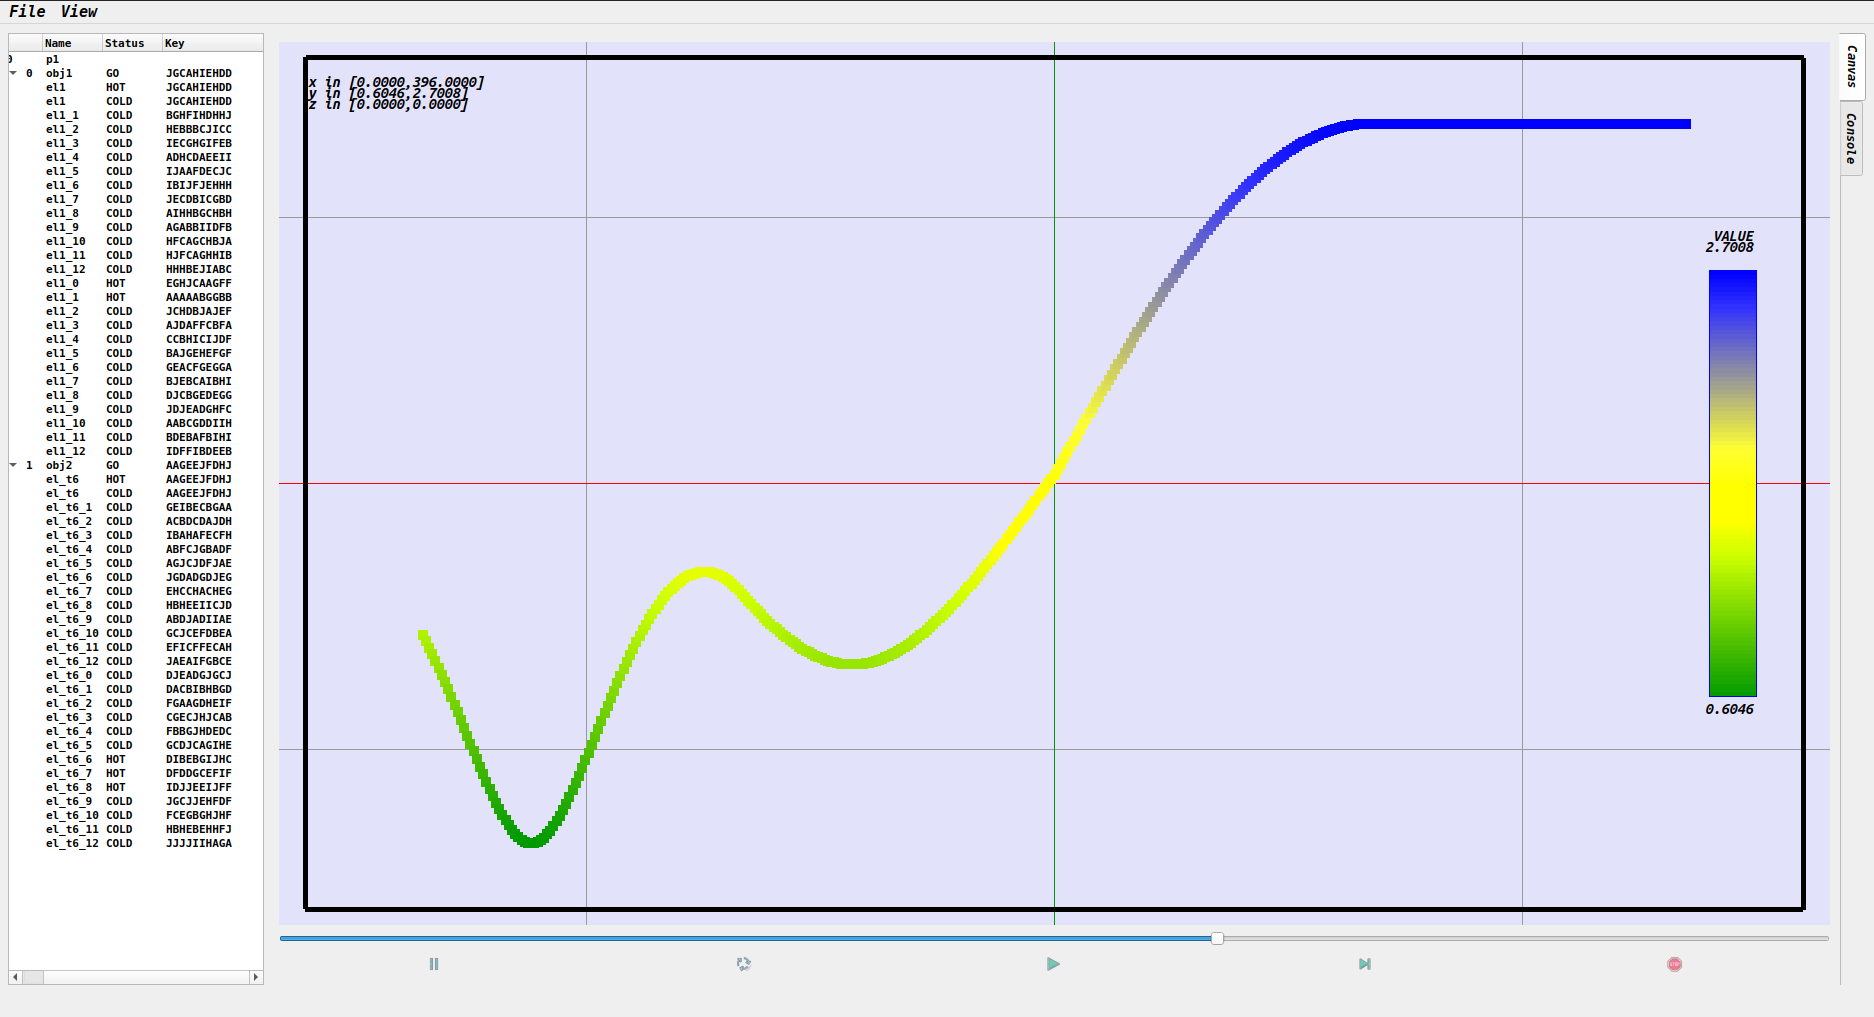 File View
Name Status Key
p1
0 obj1 GO JGCAHIEHDD
el1 HOT JGCAHIEHDD
el1 COLD JGCAHIEHDD
el1_1 COLD BGHFIHDHHJ
el1_2 COLD HEBBBCJICC
el1_3 COLD IECGHGIFEB
el1_4 COLD ADHCDAEEII
el1_5 COLD IJAAFDECJC
el1_6 COLD IBIJFJEHHH
el1_7 COLD JECDBICGBD
el1_8 COLD AIHHBGCHBH
el1_9 COLD AGABBIIDFB
el1_10 COLD HFCAGCHBJA
el1_11 COLD HJFCAGHHIB
el1_12 COLD HHHBEJIABC
el1_0 HOT EGHJCAAGFF
el1_1 HOT AAAAABGGBB
el1_2 COLD JCHDBJAJEF
el1_3 COLD AJDAFFCBFA
el1_4 COLD CCBHICIJDF
el1_5 COLD BAJGEHEFGF
el1_6 COLD GEACFGEGGA
el1_7 COLD BJEBCAIBHI
el1_8 COLD DJCBGEDEGG
el1_9 COLD JDJEADGHFC
el1_10 COLD AABCGDDIIH
el1_11 COLD BDEBAFBIHI
el1_12 COLD IDFFIBDEEB
1 obj2 GO AAGEEJFDHJ
el_t6 HOT AAGEEJFDHJ
el_t6 COLD AAGEEJFDHJ
el_t6_1 COLD GEIBECBGAA
el_t6_2 COLD ACBDCDAJDH
el_t6_3 COLD IBAHAFECFH
el_t6_4 COLD ABFCJGBADF
el_t6_5 COLD AGJCJDFJAE
el_t6_6 COLD JGDADGDJEG
el_t6_7 COLD EHCCHACHEG
el_t6_8 COLD HBHEEIICJD
el_t6_9 COLD ABDJADIIAE
el_t6_10 COLD GCJCEFDBEA
el_t6_11 COLD EFICFFECAH
el_t6_12 COLD JAEAIFGBCE
el_t6_0 COLD DJEADGJGCJ
el_t6_1 COLD DACBIBHBGD
el_t6_2 COLD FGAAGDHEIF
el_t6_3 COLD CGECJHJCAB
el_t6_4 COLD FBBGJHDEDC
el_t6_5 COLD GCDJCAGIHE
el_t6_6 HOT DIBEBGIJHC
el_t6_7 HOT DFDDGCEFIF
el_t6_8 HOT IDJJEEIJFF
el_t6_9 COLD JGCJJEHFDF
el_t6_10 COLD FCEGBGHJHF
el_t6_11 COLD HBHEBEHHFJ
el_t6_12 COLD JJJJIIHAGA
x in [0.0000,396.0000]
y in [0.6046,2.7008]
z in [0.0000,0.0000]
VALUE
2.7008
0.6046
Canvas
Console
STOP